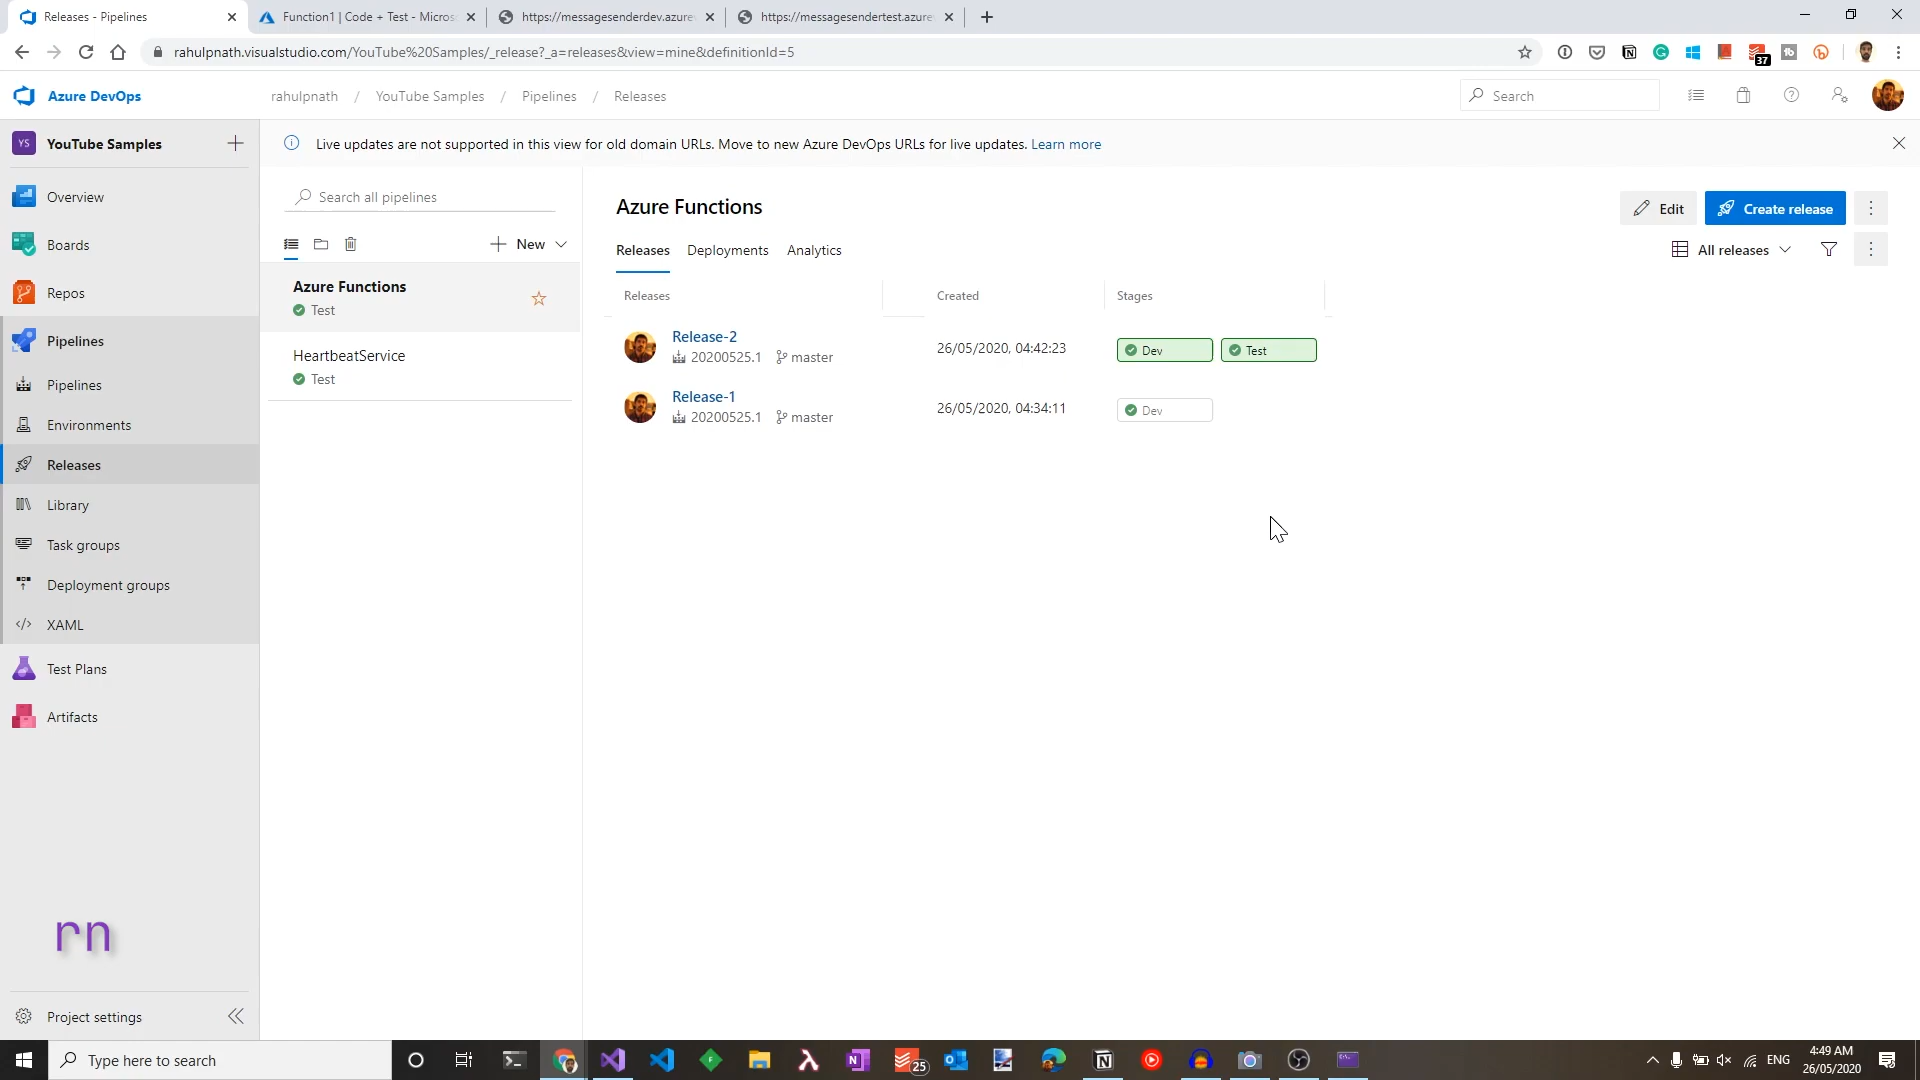 Releases - Pipelines
Function1 | Code + Test - Micros
https://messagesenderdev.azurew
https://messagesendertest.azurew
rahulpnath.visualstudio.com/YouTube%20Samples/_release?_a=releases&view=mine&definitionId=5
37
Azure DevOps
rahulpnath / YouTube Samples / Pipelines / Releases
Search
YS YouTube Samples
Live updates are not supported in this view for old domain URLs. Move to new Azure DevOps URLs for live updates. Learn more
Overview
Boards
Repos
Pipelines
Pipelines
Environments
Releases
Library
Task groups
Deployment groups
XAML
Test Plans
Artifacts
rn
Project settings
Search all pipelines
New
Azure Functions
Test
HeartbeatService
Test
Azure Functions
Edit
Create release
Releases Deployments Analytics
All releases
Releases Created Stages
Release-2
20200525.1 master
26/05/2020, 04:42:23
Dev Test
Release-1
20200525.1 master
26/05/2020, 04:34:11
Dev
Type here to search
25
ENG
4:49 AM
26/05/2020